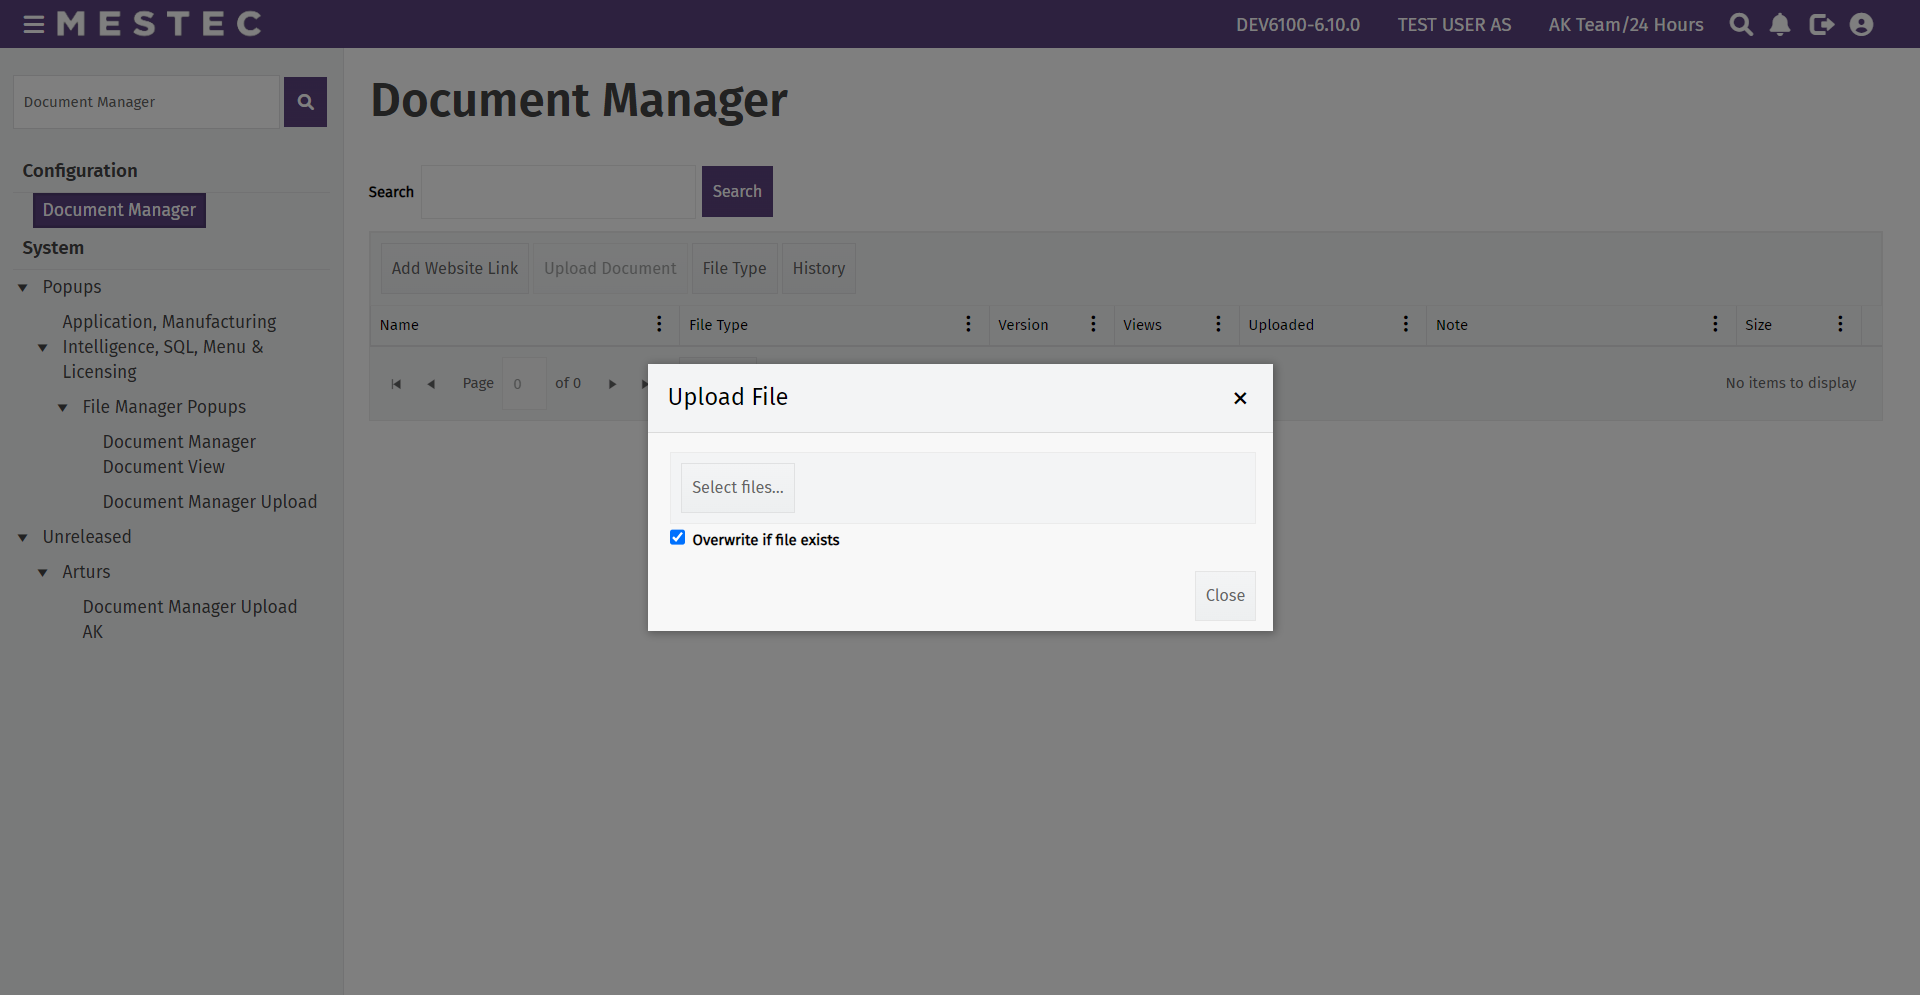 MESTEC
DEV6100-6.10.0 TEST USER AS AK Team/24 Hours
Document Manager
Configuration
Document Manager
System
Popups
Application, Manufacturing
Intelligence, SQL, Menu &
Licensing
File Manager Popups
Document Manager
Document View
Document Manager Upload
Unreleased
Arturs
Document Manager Upload
AK
Document Manager
Search Search
Add Website Link Upload Document File Type History
Name File Type Version Views Uploaded Note Size
Page 0 of 0 No items to display
Upload File
Select files...
Overwrite if file exists
Close